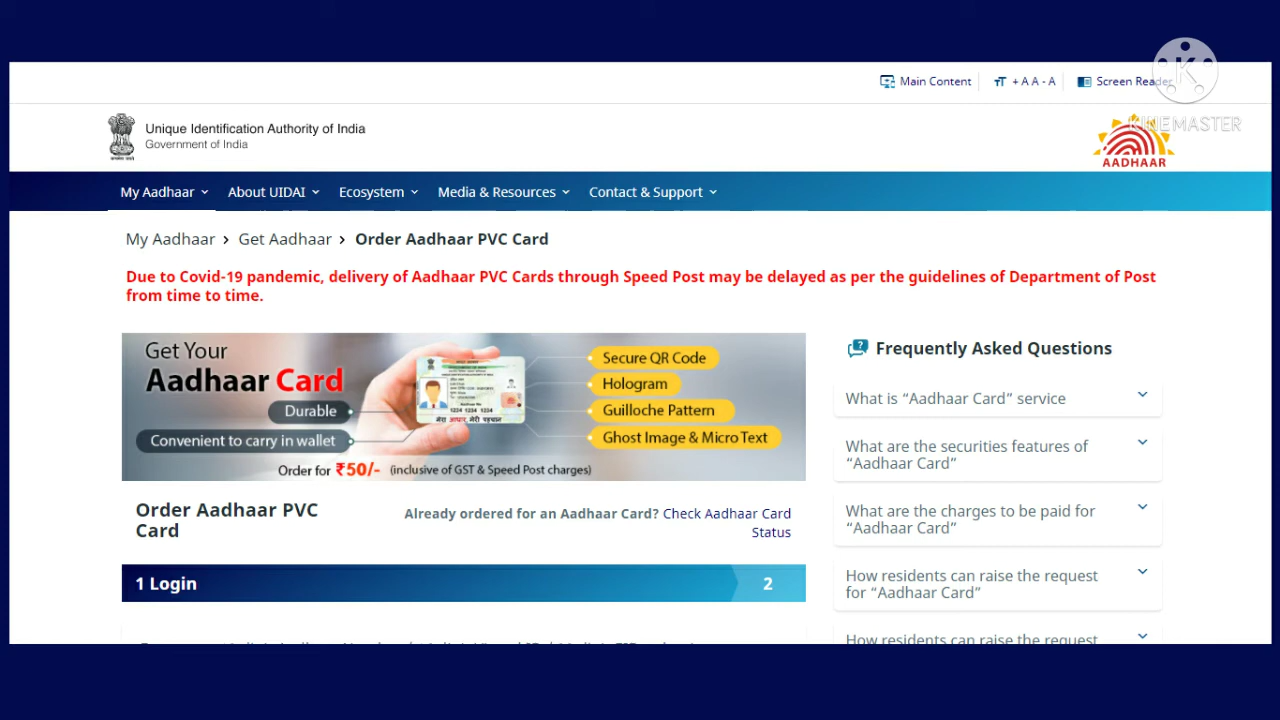 Main Content
тT + A A - A
Screen Reader
KINEMASTER
Unique Identification Authority of India
Government of India
AADHAAR
My Aadhaar
About UIDAI
Ecosystem
Media & Resources
Contact & Support
My Aadhaar > Get Aadhaar > Order Aadhaar PVC Card
Due to Covid-19 pandemic, delivery of Aadhaar PVC Cards through Speed Post may be delayed as per the guidelines of Department of Post
from time to time.
Get Your
Aadhaar Card
Durable
Convenient to carry in wallet
1234 1234 1234
मेरा आधार, मेरी पहचान
Secure QR Code
Hologram
Guilloche Pattern
Ghost Image & Micro Text
Order for ₹50/- (inclusive of GST & Speed Post charges)
Order Aadhaar PVC
Card
Already ordered for an Aadhaar Card? Check Aadhaar Card
Status
1 Login
2
Frequently Asked Questions
What is “Aadhaar Card” service
What are the securities features of
“Aadhaar Card”
What are the charges to be paid for
“Aadhaar Card”
How residents can raise the request
for “Aadhaar Card”
How residents can raise the request